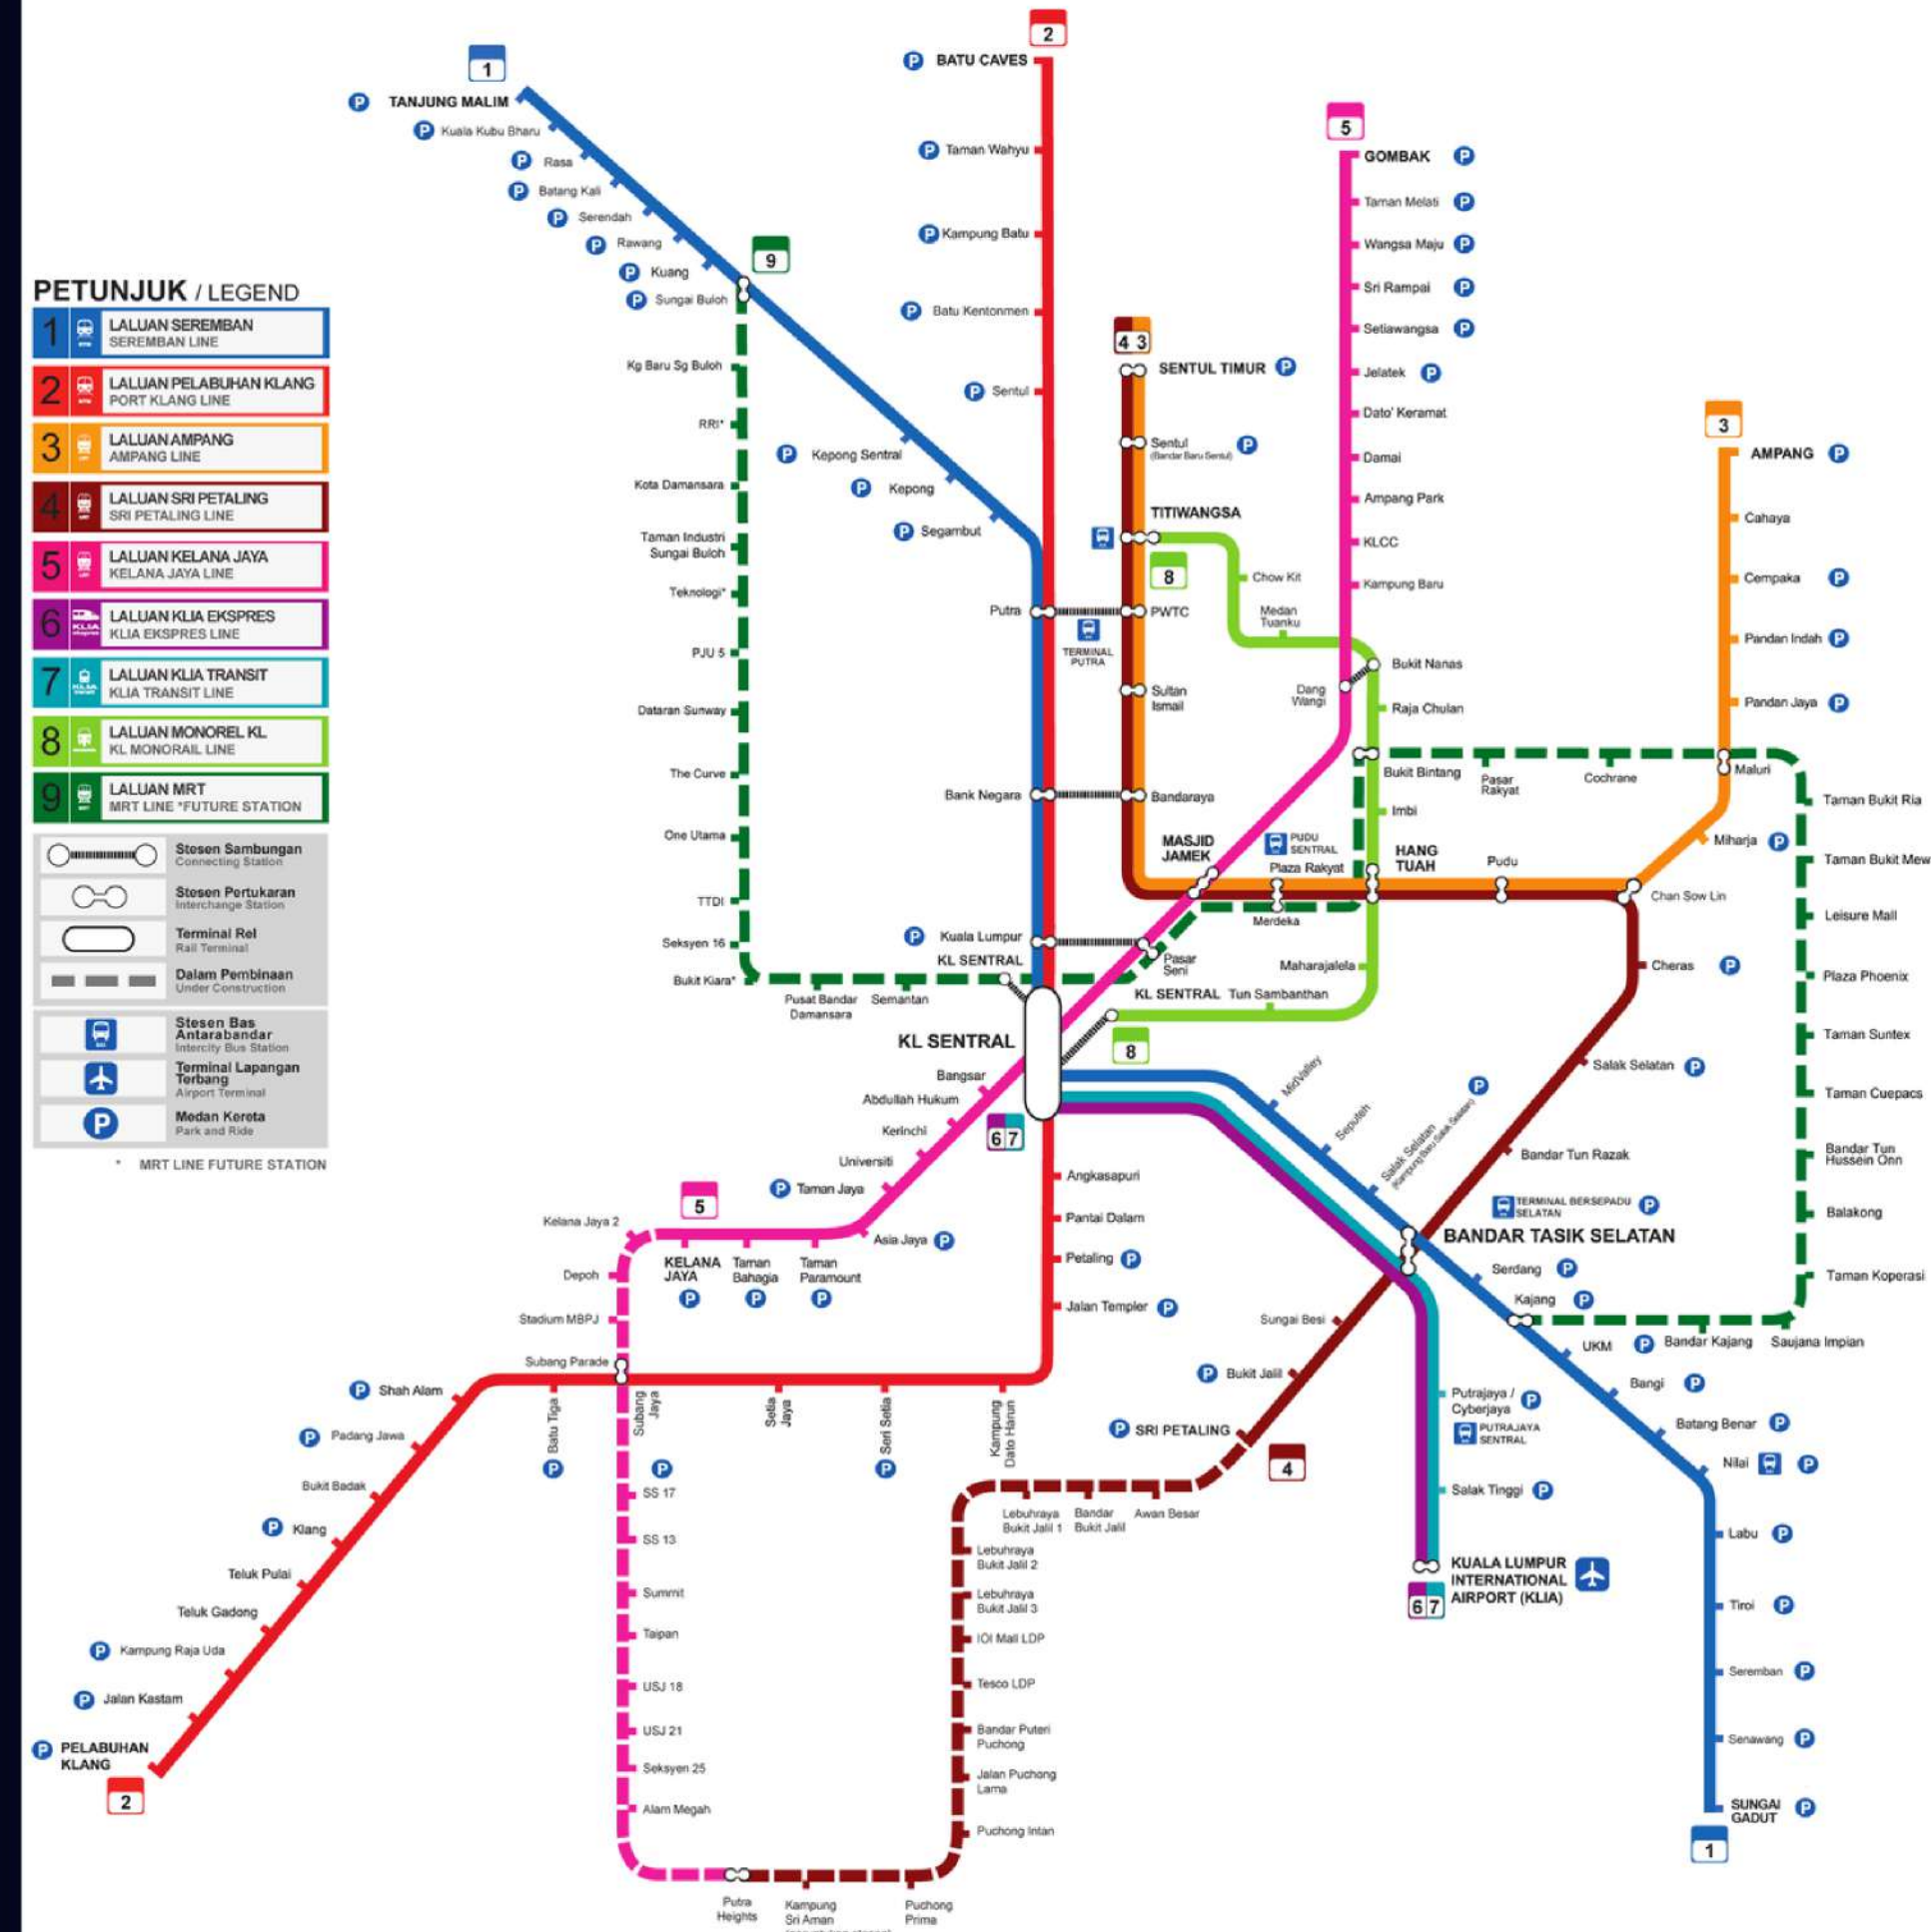 PETUNJUK / LEGEND
1
LALUAN SEREMBAN
SEREMBAN LINE
2
LALUAN PELABUHAN KLANG
PORT KLANG LINE
3
LALUAN AMPANG
AMPANG LINE
4
LALUAN SRI PETALING
SRI PETALING LINE
5
LALUAN KELANA JAYA
KELANA JAYA LINE
6
LALUAN KLIA EKSPRES
KLIA EKSPRES LINE
7
LALUAN KLIA TRANSIT
KLIA TRANSIT LINE
8
LALUAN MONOREL KL
KL MONORAIL LINE
9
LALUAN MRT
MRT LINE *FUTURE STATION
Stesen Sambungan
Connecting Station
Stesen Pertukaran
Interchange Station
Terminal Rel
Rail Terminal
Dalam Pembinaan
Under Construction
Stesen Bas
Antarabandar
Intercity Bus Station
Terminal Lapangan
Terbang
Airport Terminal
P
Medan Kereta
Park and Ride
* MRT LINE FUTURE STATION
1
P TANJUNG MALIM
P Kuala Kubu Bharu
P Rasa
P Batang Kali
P Serendah
P Rawang
P Kuang
P Sungai Buloh
9
Kg Baru Sg Buloh
RRI*
Kota Damansara
Taman Industri
Sungai Buloh
Teknologi*
PJU 5
Dataran Sunway
The Curve
One Utama
TTDI
Seksyen 16
Bukit Kiara*
Pusat Bandar
Damansara
Semantan
KL SENTRAL
P Kepong Sentral
P Kepong
P Segambut
2
P BATU CAVES
P Taman Wahyu
P Kampung Batu
P Batu Kentonmen
P Sentul
Putra
Bank Negara
P Kuala Lumpur
KL SENTRAL
4 3
SENTUL TIMUR P
Sentul P
(Bandar Baru Sentul)
TITIWANGSA
8
PWTC
TERMINAL
PUTRA
Sultan
Ismail
Bandaraya
MASJID
JAMEK
PUDU
SENTRAL
Plaza Rakyat
Merdeka
Pasar
Seni
Chow Kit
Medan
Tuanku
Bukit Nanas
Raja Chulan
Bukit Bintang
Imbi
HANG
TUAH
Maharajalela
KL SENTRAL Tun Sambanthan
8
5
GOMBAK P
Taman Melati P
Wangsa Maju P
Sri Rampai P
Setiawangsa P
Jelatek P
Dato' Keramat
Damai
Ampang Park
KLCC
Kampung Baru
Dang
Wangi
3
AMPANG P
Cahaya
Cempaka P
Pandan Indah P
Pandan Jaya P
Maluri
Miharja P
Pudu
Chan Sow Lin
Cheras P
Salak Selatan P
Bandar Tun Razak
Pasar
Rakyat
Cochrane
Taman Bukit Ria
Taman Bukit Mew
Leisure Mall
Plaza Phoenix
Taman Suntex
Taman Cuepacs
Bandar Tun
Hussein Onn
Balakong
Taman Koperasi
Saujana Impian
Bandar Kajang
MidValley
Seputeh
Salak Selatan P
(Kampung Baru Salak Selatan)
TERMINAL BERSEPADU P
SELATAN
BANDAR TASIK SELATAN
Serdang P
Kajang P
UKM P
Bangi P
Batang Benar P
Nilai P
Labu P
Tiroi P
Seremban P
Senawang P
SUNGAI P
GADUT
1
Sungai Besi
P Bukit Jalil
P SRI PETALING
4
Putrajaya / P
Cyberjaya
PUTRAJAYA
SENTRAL
Salak Tinggi P
KUALA LUMPUR
INTERNATIONAL
AIRPORT (KLIA)
6 7
6 7
Bangsar
Abdullah Hukum
Kerinchi
Universiti
P Taman Jaya
Asia Jaya P
5
Kelana Jaya 2
KELANA
JAYA
P
Taman
Bahagia
P
Taman
Paramount
P
Depoh
Stadium MBPJ
Subang Parade
Angkasapuri
Pantai Dalam
Petaling P
Jalan Templer P
Kampung
Dato Harun
Seri Setia
P
Setia
Jaya
Subang
Jaya
P
Batu Tiga
P
P Shah Alam
P Padang Jawa
Bukit Badak
P Klang
Teluk Pulai
Teluk Gadong
P Kampung Raja Uda
P Jalan Kastam
P PELABUHAN
KLANG
2
SS 17
SS 13
Summit
Taipan
USJ 18
USJ 21
Seksyen 25
Alam Megah
Putra
Heights
Kampung
Sri Aman
Puchong
Prima
Awan Besar
Bandar
Bukit Jalil
Lebuhraya
Bukit Jalil 1
Lebuhraya
Bukit Jalil 2
Lebuhraya
Bukit Jalil 3
IOI Mall LDP
Tesco LDP
Bandar Puteri
Puchong
Jalan Puchong
Lama
Puchong Intan